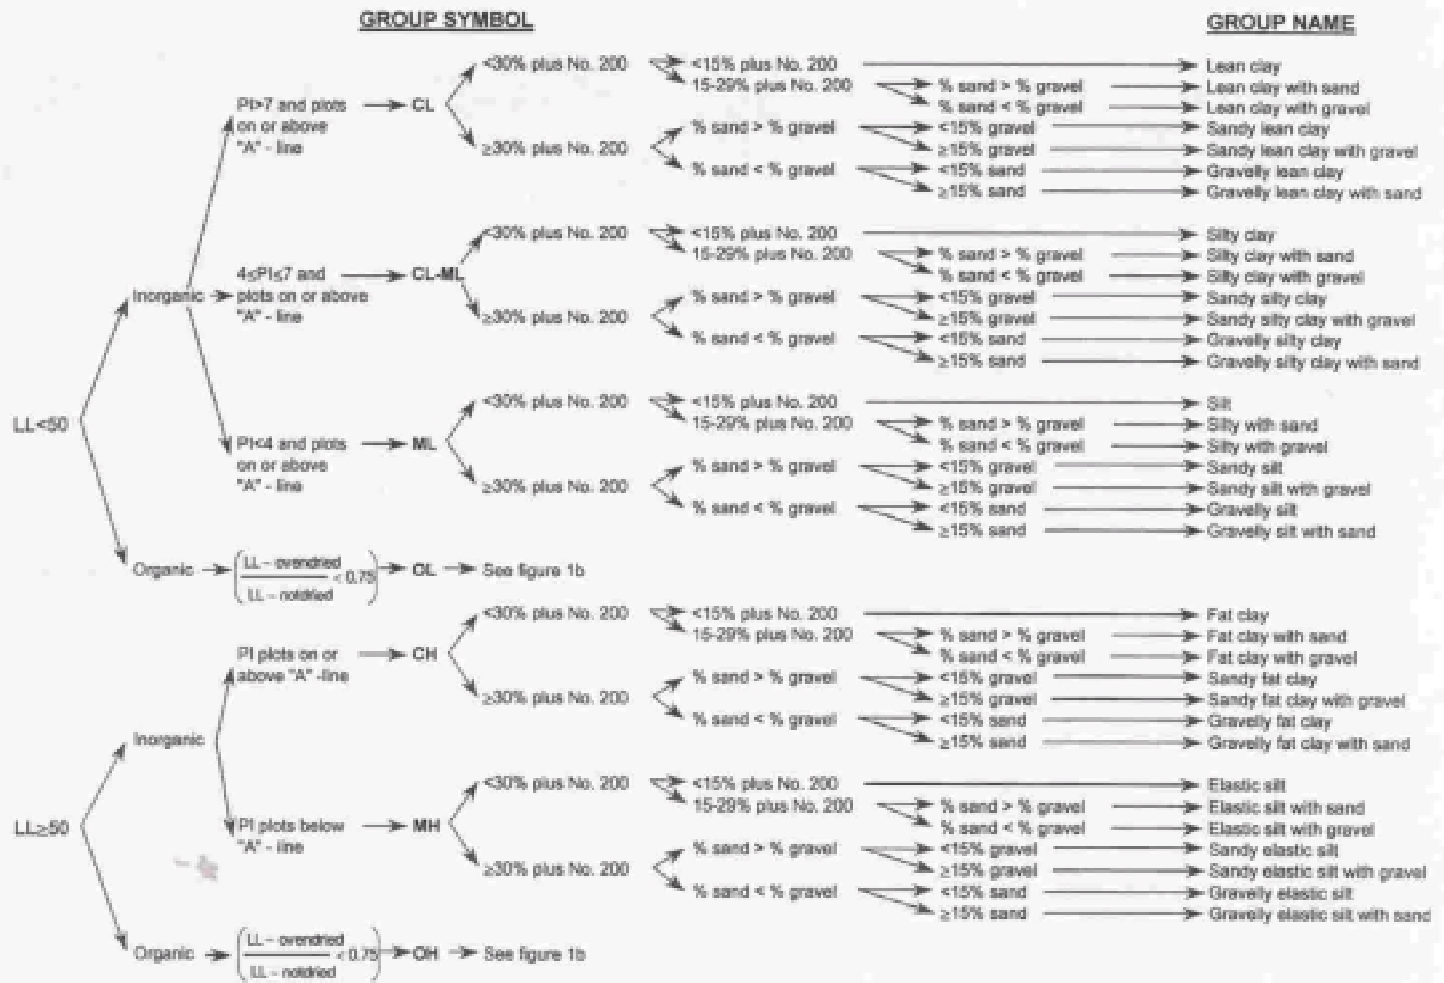 GROUP SYMBOL GROUP NAME
<30% plus No. 200 <15% plus No. 200 Lean clay
15-29% plus No. 200 % sand > % gravel Lean clay with sand
PI>7 and plots CL % sand < % gravel Lean clay with gravel
on or above % sand > % gravel <15% gravel Sandy lean clay
"A" - line ≥30% plus No. 200 ≥15% gravel Sandy lean clay with gravel
% sand < % gravel <15% sand Gravelly lean clay
≥15% sand Gravelly lean clay with sand
<30% plus No. 200 <15% plus No. 200 Silty clay
15-29% plus No. 200 % sand > % gravel Silty clay with sand
4≤PI≤7 and CL-ML % sand < % gravel Silty clay with gravel
Inorganic plots on or above % sand > % gravel <15% gravel Sandy silty clay
"A" - line ≥30% plus No. 200 ≥15% gravel Sandy silty clay with gravel
% sand < % gravel <15% sand Gravelly silty clay
≥15% sand Gravelly silty clay with sand
<30% plus No. 200 <15% plus No. 200 Silt
LL<50 15-29% plus No. 200 % sand > % gravel Silty with sand
PI<4 and plots ML % sand < % gravel Silty with gravel
on or above % sand > % gravel <15% gravel Sandy silt
"A" - line ≥30% plus No. 200 ≥15% gravel Sandy silt with gravel
% sand < % gravel <15% sand Gravelly silt
≥15% sand Gravelly silt with sand
Organic (LL - ovendried / LL - notdried < 0.75) OL See figure 1b
<30% plus No. 200 <15% plus No. 200 Fat clay
15-29% plus No. 200 % sand > % gravel Fat clay with sand
PI plots on or CH % sand < % gravel Fat clay with gravel
above "A" -line % sand > % gravel <15% gravel Sandy fat clay
≥30% plus No. 200 ≥15% gravel Sandy fat clay with gravel
% sand < % gravel <15% sand Gravelly fat clay
Inorganic ≥15% sand Gravelly fat clay with sand
<30% plus No. 200 <15% plus No. 200 Elastic silt
15-29% plus No. 200 % sand > % gravel Elastic silt with sand
LL≥50 PI plots below MH % sand < % gravel Elastic silt with gravel
"A" - line % sand > % gravel <15% gravel Sandy elastic silt
≥30% plus No. 200 ≥15% gravel Sandy elastic silt with gravel
% sand < % gravel <15% sand Gravelly elastic silt
≥15% sand Gravelly elastic silt with sand
Organic (LL - ovendried / LL - notdried < 0.75) OH See figure 1b